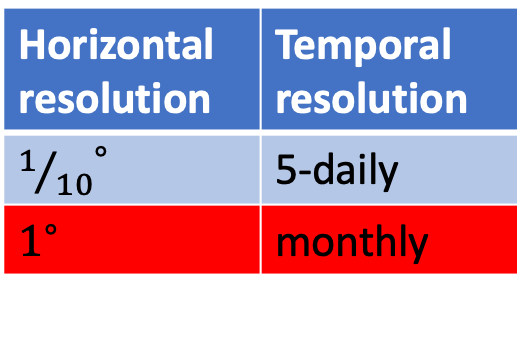 Horizontal resolution
Temporal resolution
1/10° 5-daily
1° monthly